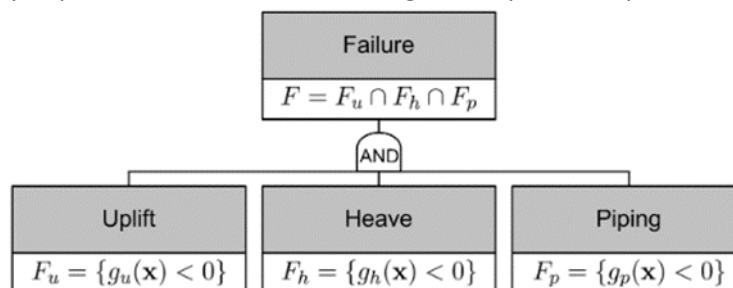 Failure
F = F_u ∩ F_h ∩ F_p
AND
Uplift
Heave
Piping
F_u = {g_u(x) < 0}
F_h = {g_h(x) < 0}
F_p = {g_p(x) < 0}